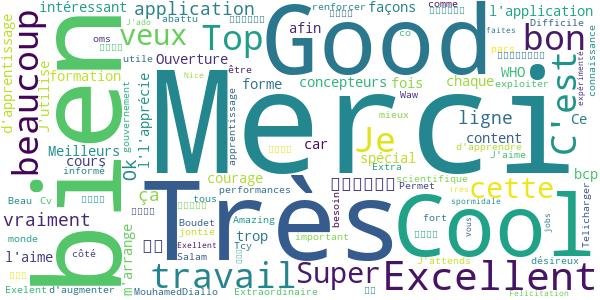 intéressant
application
J'ado
abattu
renforcer
comme
l'application
Difficile
beaucoup
veux
Top
Good
afin
façons
co
faites
bon
d'apprentissage
oms
Ouverture
pars
connaissance
J'utilise
formation
utile
être
concepteurs
fois
chaque
WHO
exploiter
expérimenté
gouvernement
Nice
Merci
forme
Waw
mieux
ligne
Ce
C'est
bien
Meilleurs
l'apprécie
Je
car
content
d'apprendre
cours
Ok
l
apprentissage
spécial
J'aime
informe
courage
Extra
scientifique
bcp
Beau
Cv
ça
performances
Permet
Très
cette
Cool
tous
besoin
fort
vous
spormidale
jobs
Telicharger
vraiment
Boudet
Amazing
important
jontie
trop
l'aime
m'arrange
Exellent
Tcy
monde
côté
Salam
J'attends
désireux
travail
Super
Excellent
Exelent
d'augmenter
MouhamedDiallo
Extraordinaire
Felicitation